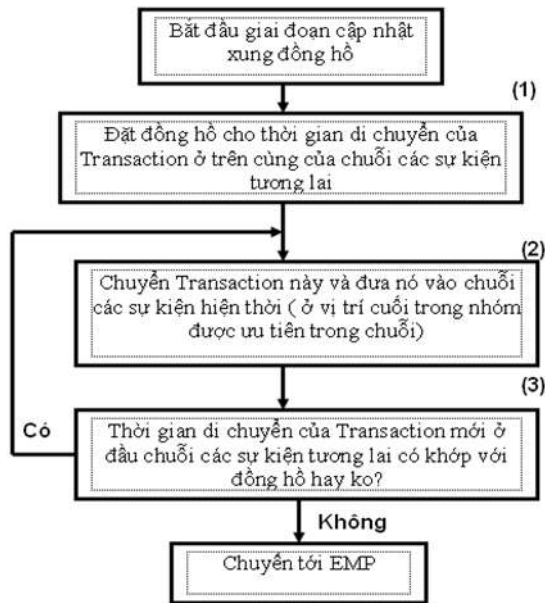 Bắt đầu giai đoạn cập nhật
xung đồng hồ
(1)
Đặt đồng hồ cho thời gian di chuyển của
Transaction ở trên cùng của chuỗi các sự kiện
tương lai
(2)
Chuyển Transaction này và đưa nó vào chuỗi
các sự kiện hiện thời ( ở vị trí cuối trong nhóm
được ưu tiên trong chuỗi)
(3)
Có
Thời gian di chuyển của Transaction mới ở
đầu chuỗi các sự kiện tương lai có khớp với
đồng hồ hay ko?
Không
Chuyển tới EMP